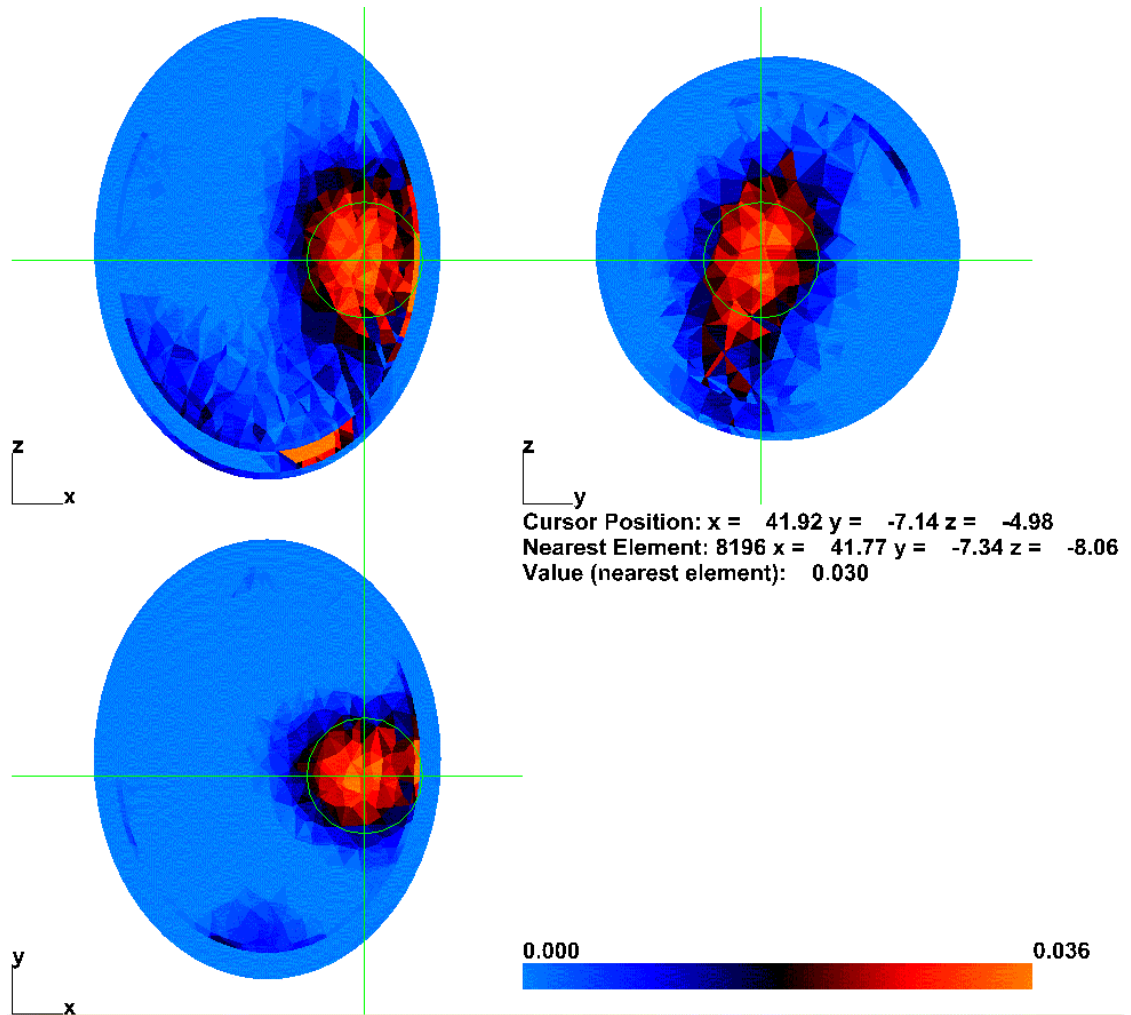 z
x
z
y
Cursor Position: x = 41.92 y = -7.14 z = -4.98
Nearest Element: 8196 x = 41.77 y = -7.34 z = -8.06
Value (nearest element): 0.030
y
x
0.000 0.036